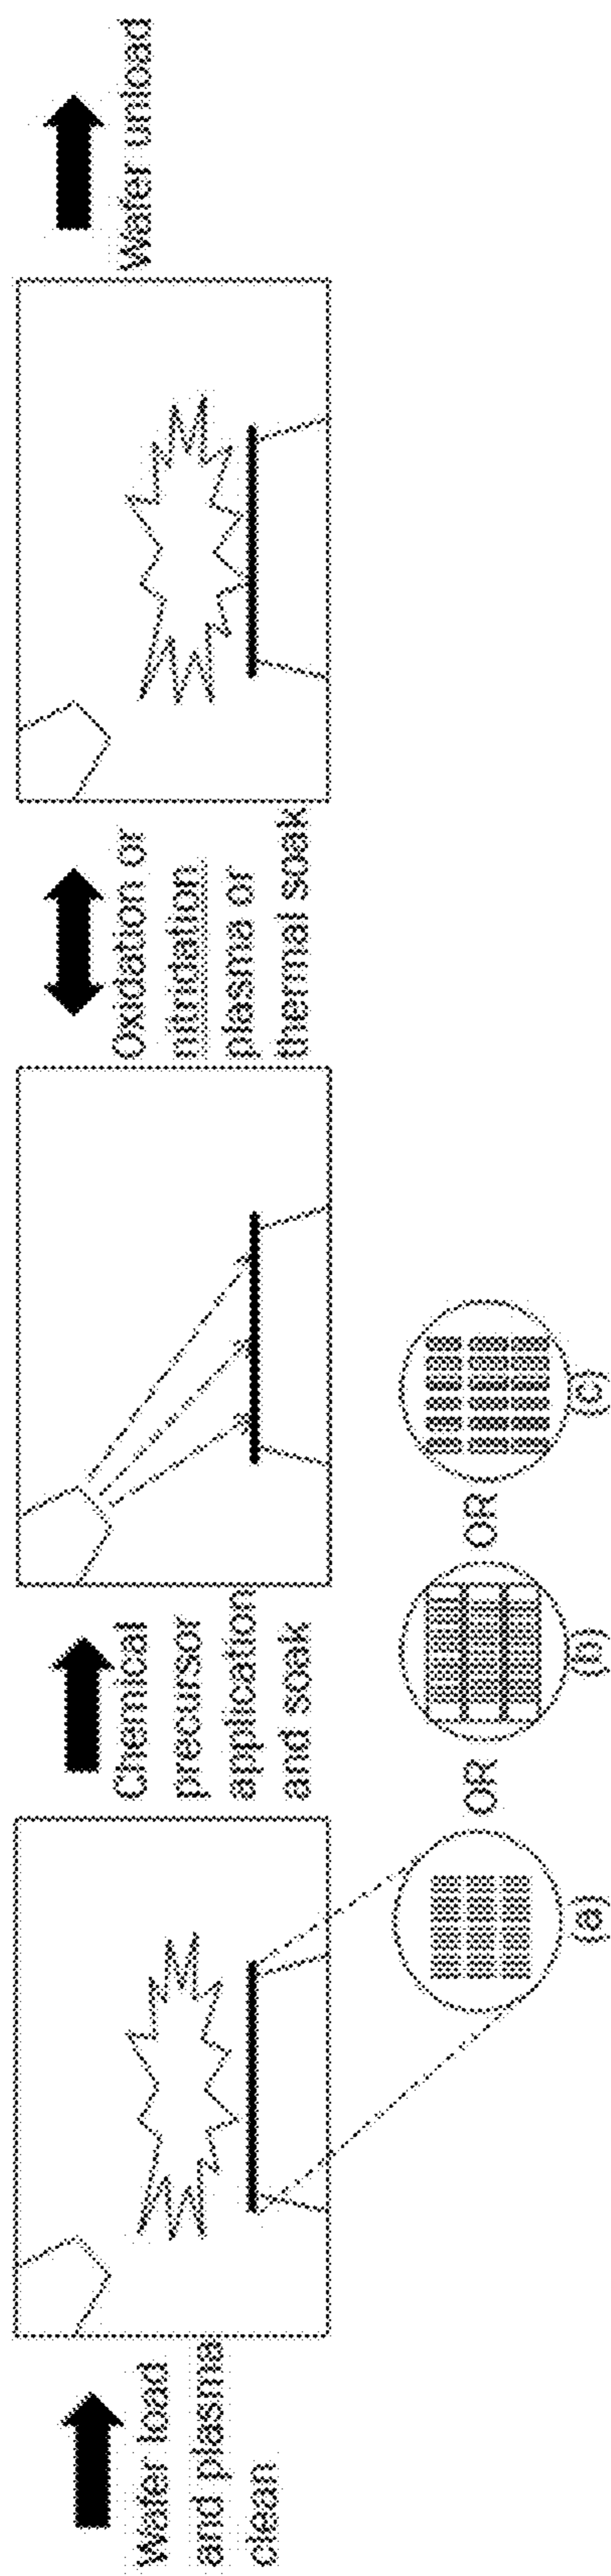 Wafer load
and plasma
clean
Chemical
precursor
application
and soak
Oxidation or
nitridation
plasma or
thermal soak
Wafer unload
(a)
OR
(b)
OR
(c)